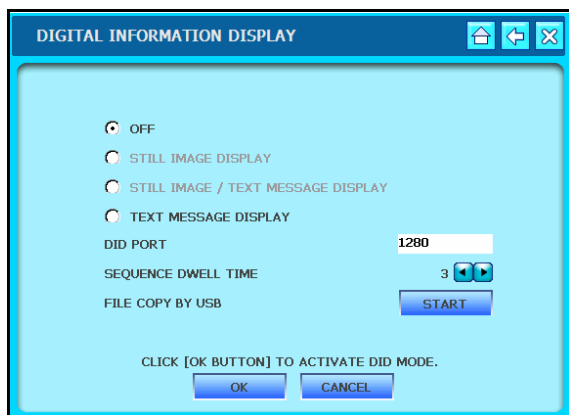 DIGITAL INFORMATION DISPLAY
OFF
STILL IMAGE DISPLAY
STILL IMAGE / TEXT MESSAGE DISPLAY
TEXT MESSAGE DISPLAY
DID PORT 1280
SEQUENCE DWELL TIME 3
FILE COPY BY USB START
CLICK [OK BUTTON] TO ACTIVATE DID MODE.
OK CANCEL